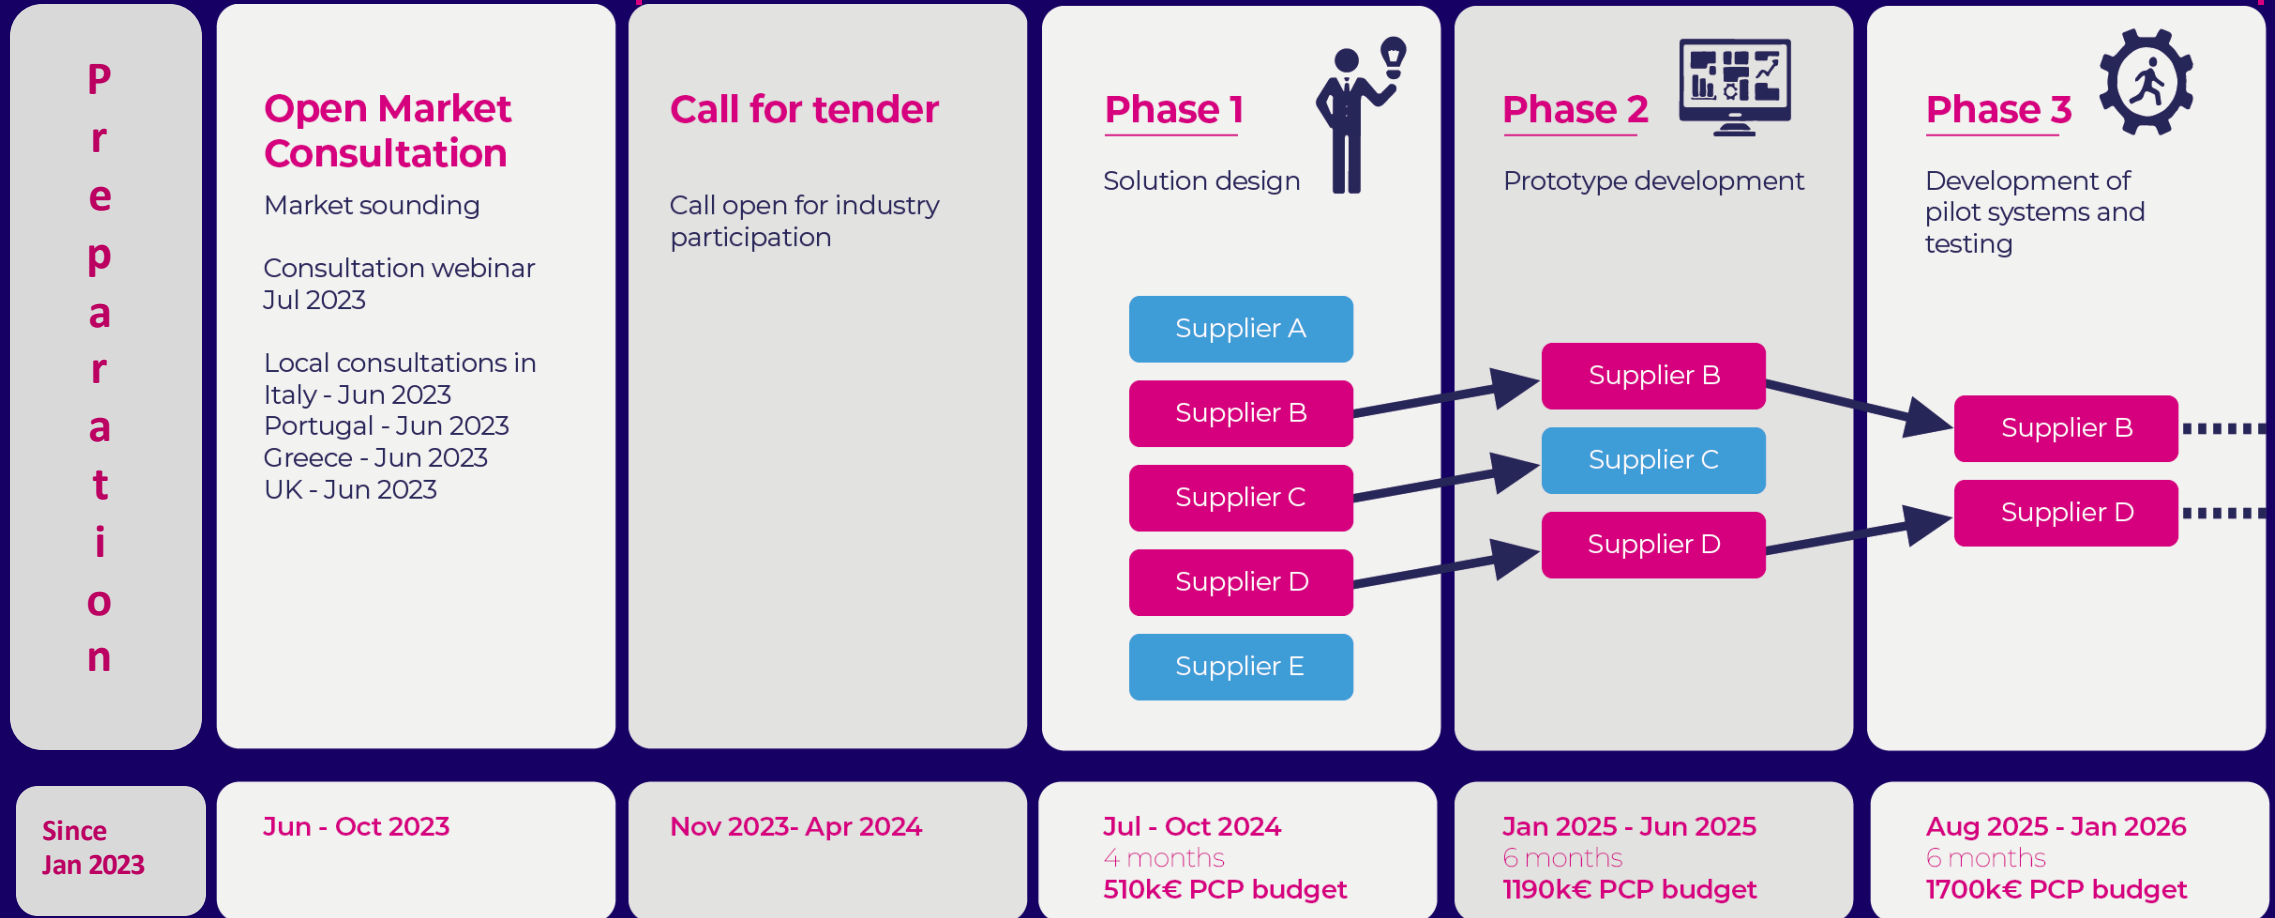 Preparation
Open Market
Consultation
Market sounding
Consultation webinar
Jul 2023
Local consultations in
Italy - Jun 2023
Portugal - Jun 2023
Greece - Jun 2023
UK - Jun 2023
Call for tender
Call open for industry
participation
Phase 1
Solution design
Supplier A
Supplier B
Supplier C
Supplier D
Supplier E
Phase 2
Prototype development
Supplier B
Supplier C
Supplier D
Phase 3
Development of
pilot systems and
testing
Supplier B
Supplier D
Since
Jan 2023
Jun - Oct 2023
Nov 2023- Apr 2024
Jul - Oct 2024
4 months
510k€ PCP budget
Jan 2025 - Jun 2025
6 months
1190k€ PCP budget
Aug 2025 - Jan 2026
6 months
1700k€ PCP budget